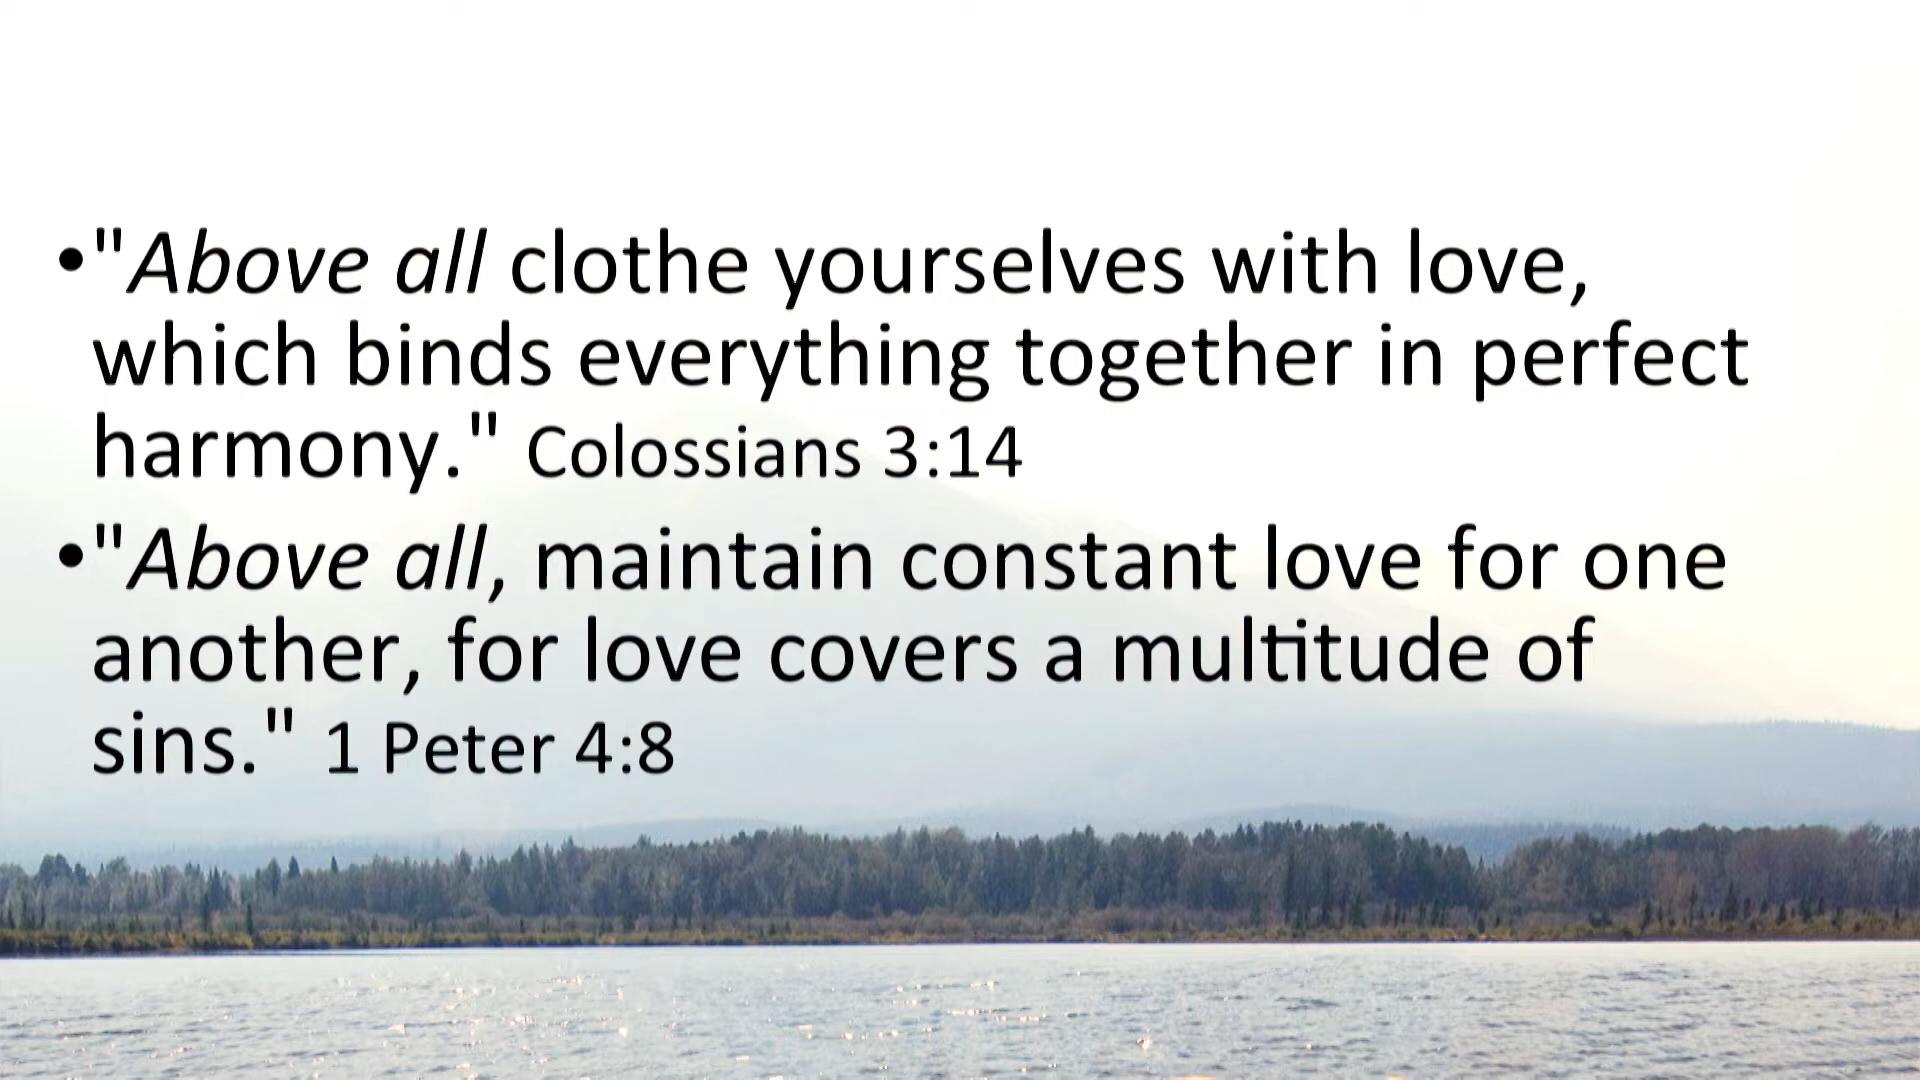 •"Above all clothe yourselves with love,
which binds everything together in perfect
harmony." Colossians 3:14
•"Above all, maintain constant love for one
another, for love covers a multitude of
sins." 1 Peter 4:8